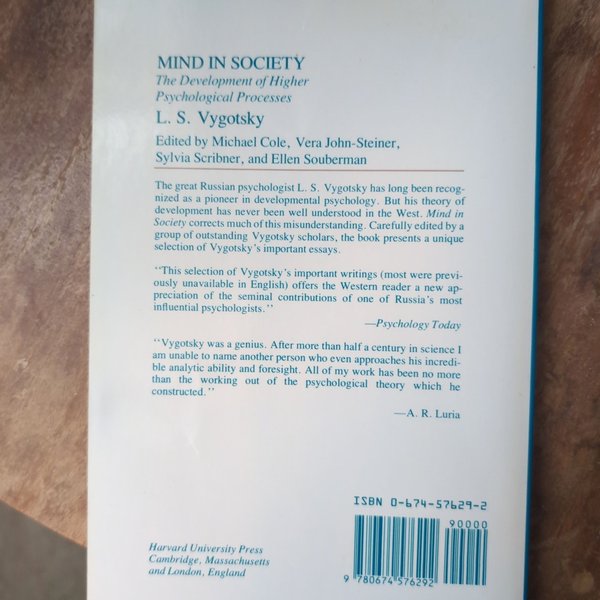 MIND IN SOCIETY
The Development of Higher
Psychological Processes
L. S. Vygotsky
Edited by Michael Cole, Vera John-Steiner,
Sylvia Scribner, and Ellen Souberman
The great Russian psychologist L. S. Vygotsky has long been recog-
nized as a pioneer in developmental psychology. But his theory of
development has never been well understood in the West. Mind in
Society corrects much of this misunderstanding. Carefully edited by a
group of outstanding Vygotsky scholars, the book presents a unique
selection of Vygotsky's important essays.
"This selection of Vygotsky's important writings (most were previ-
ously unavailable in English) offers the Western reader a new ap-
preciation of the seminal contributions of one of Russia's most
influential psychologists."
—Psychology Today
"Vygotsky was a genius. After more than half a century in science I
am unable to name another person who even approaches his incredi-
ble analytic ability and foresight. All of my work has been no more
than the working out of the psychological theory which he
constructed."
—A. R. Luria
ISBN 0-674-57629-2
90000
9 780674 576292
Harvard University Press
Cambridge, Massachusetts
and London, England